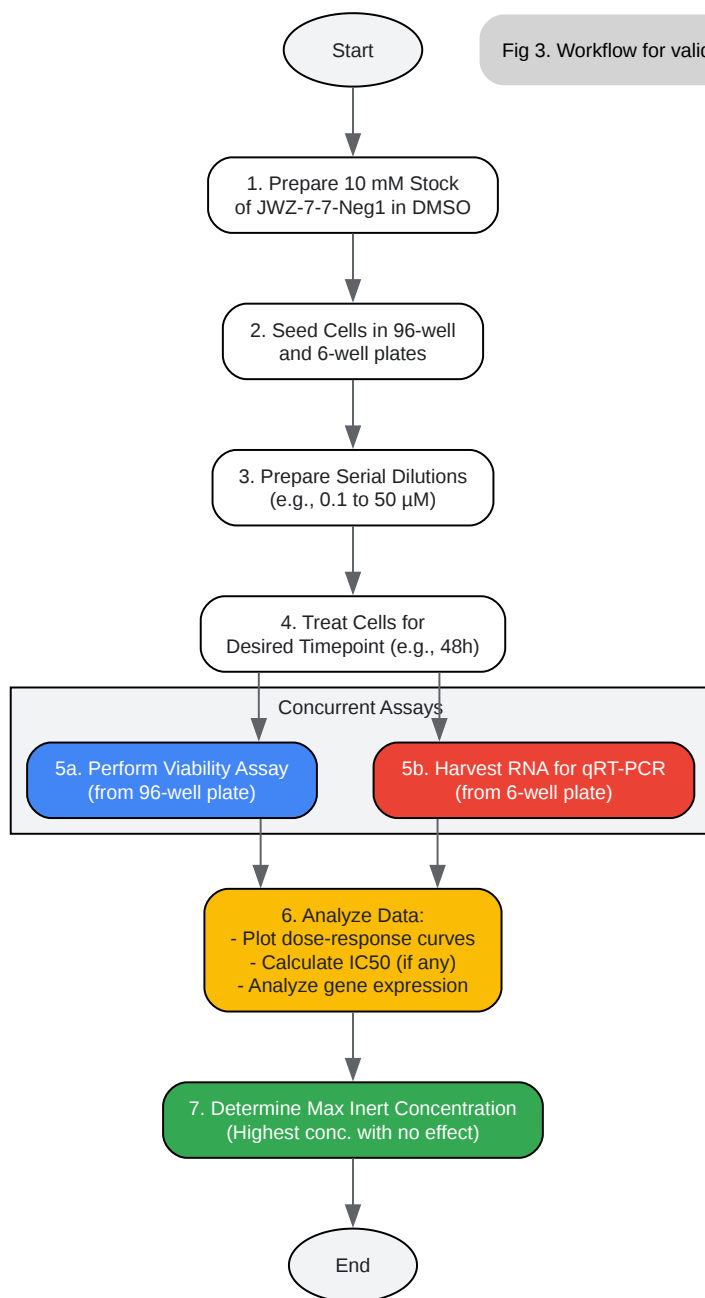 Start
Fig 3. Workflow for
1. Prepare 10 mM Stock
of JWZ-7-7-Neg1 in DMSO
2. Seed Cells in 96-well
and 6-well plates
3. Prepare Serial Dilutions
(e.g., 0.1 to 50 µM)
4. Treat Cells for
Desired Timepoint (e.g., 48h)
Concurrent Assays
5a. Perform Viability Assay
(from 96-well plate)
5b. Harvest RNA for qRT-PCR
(from 6-well plate)
6. Analyze Data:
- Plot dose-response curves
- Calculate IC50 (if any)
- Analyze gene expression
7. Determine Max Inert Concentration
(Highest conc. with no effect)
End